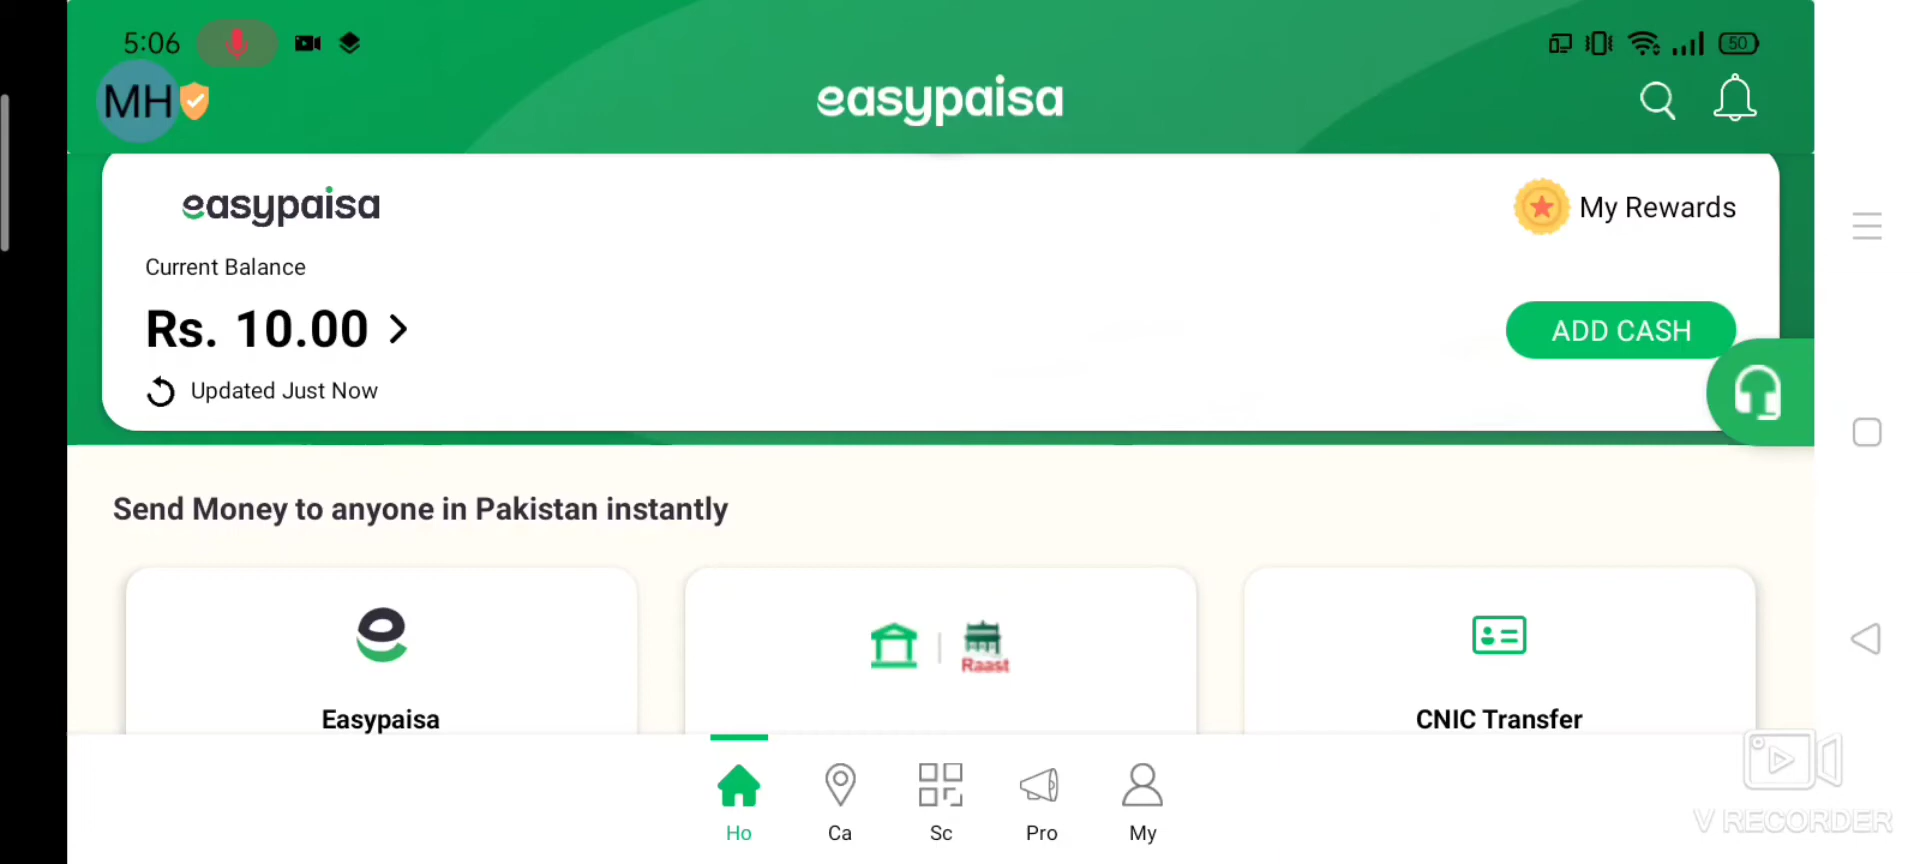 5:06
50
MH
easypaisa
easypaisa
My Rewards
Current Balance
Rs. 10.00
ADD CASH
Updated Just Now
Send Money to anyone in Pakistan instantly
Raast
Easypaisa
CNIC Transfer
Ho
Ca
Sc
Pro
My
V RECORDER